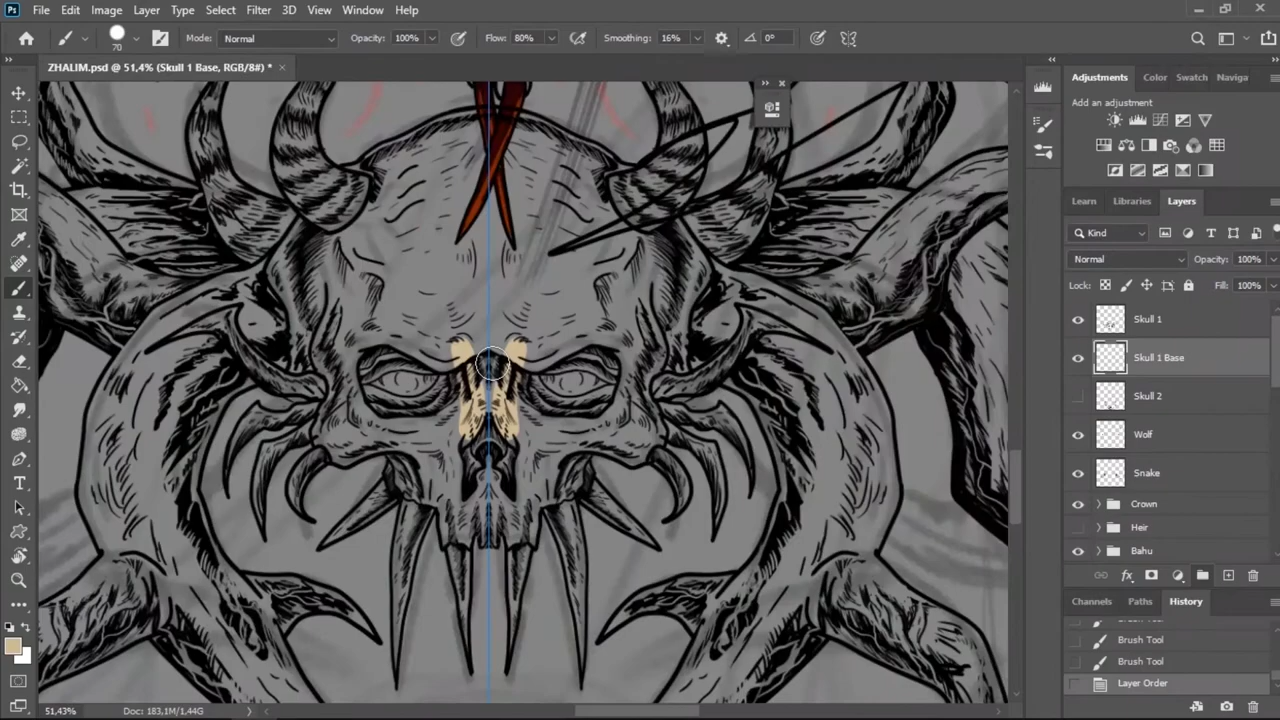 Ps File Edit Image Layer Type Select Filter 3D View Window Help
70 Mode: Normal Opacity: 100% Flow: 80% Smoothing: 16% 0°
ZHALIM.psd @ 51,4% (Skull 1 Base, RGB/8#) * ×
Adjustments Color Swatch Naviga
Add an adjustment
Learn Libraries Layers
Kind
Normal Opacity: 100%
Lock: Fill: 100%
Skull 1
Skull 1 Base
Skull 2
Wolf
Snake
Crown
Heir
Bahu
fx
Channels Paths History
Brush Tool
Brush Tool
Layer Order
51,43% Doc: 183,1M/1,44G